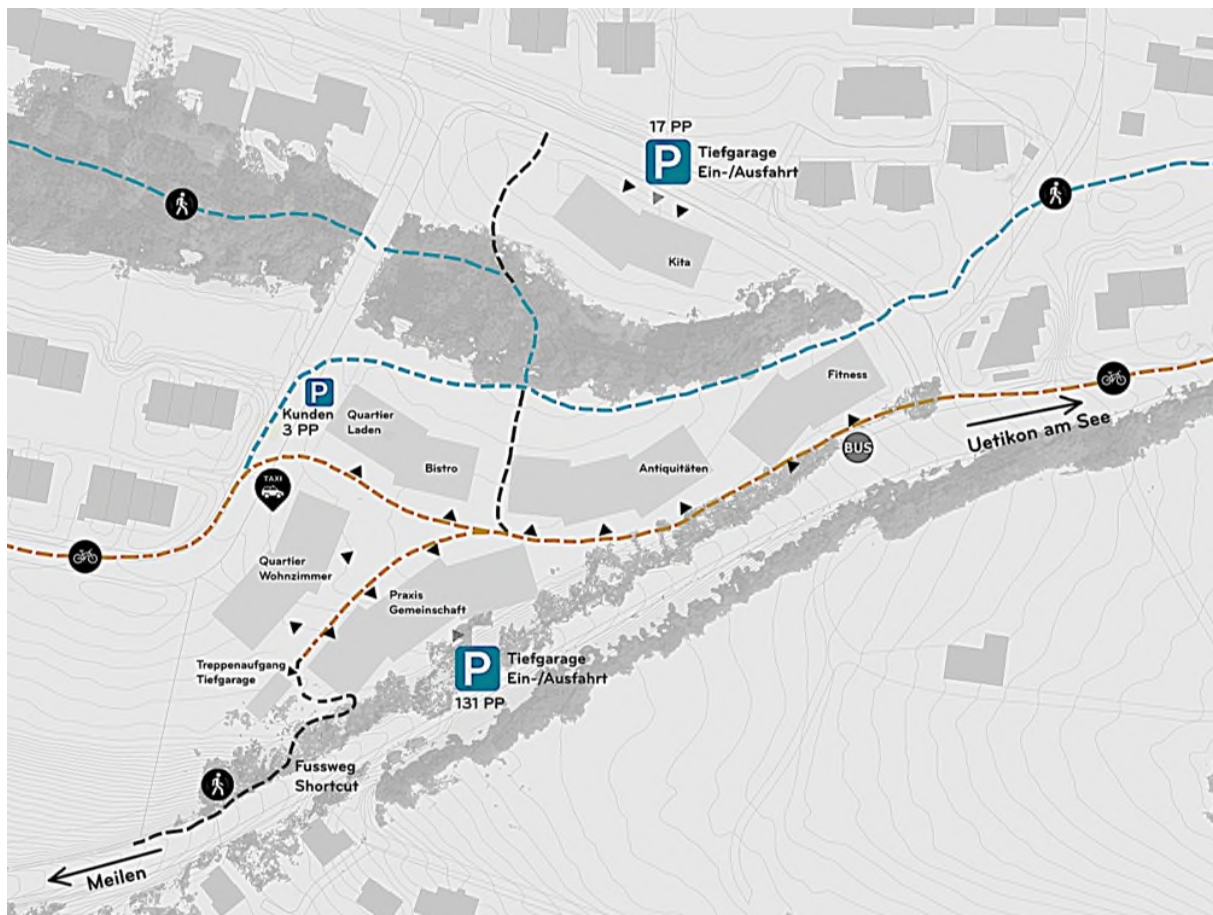 17 PP
P
Tiefgarage
Ein-/Ausfahrt
Kita
Fitness
P
Kunden
3 PP
Quartier
Laden
Bistro
Antiquitäten
BUS
Uetikon am See
TAXI
Quartier
Wohnzimmer
Praxis
Gemeinschaft
Treppenaufgang
Tiefgarage
P
Tiefgarage
Ein-/Ausfahrt
131 PP
Fussweg
Shortcut
Meilen